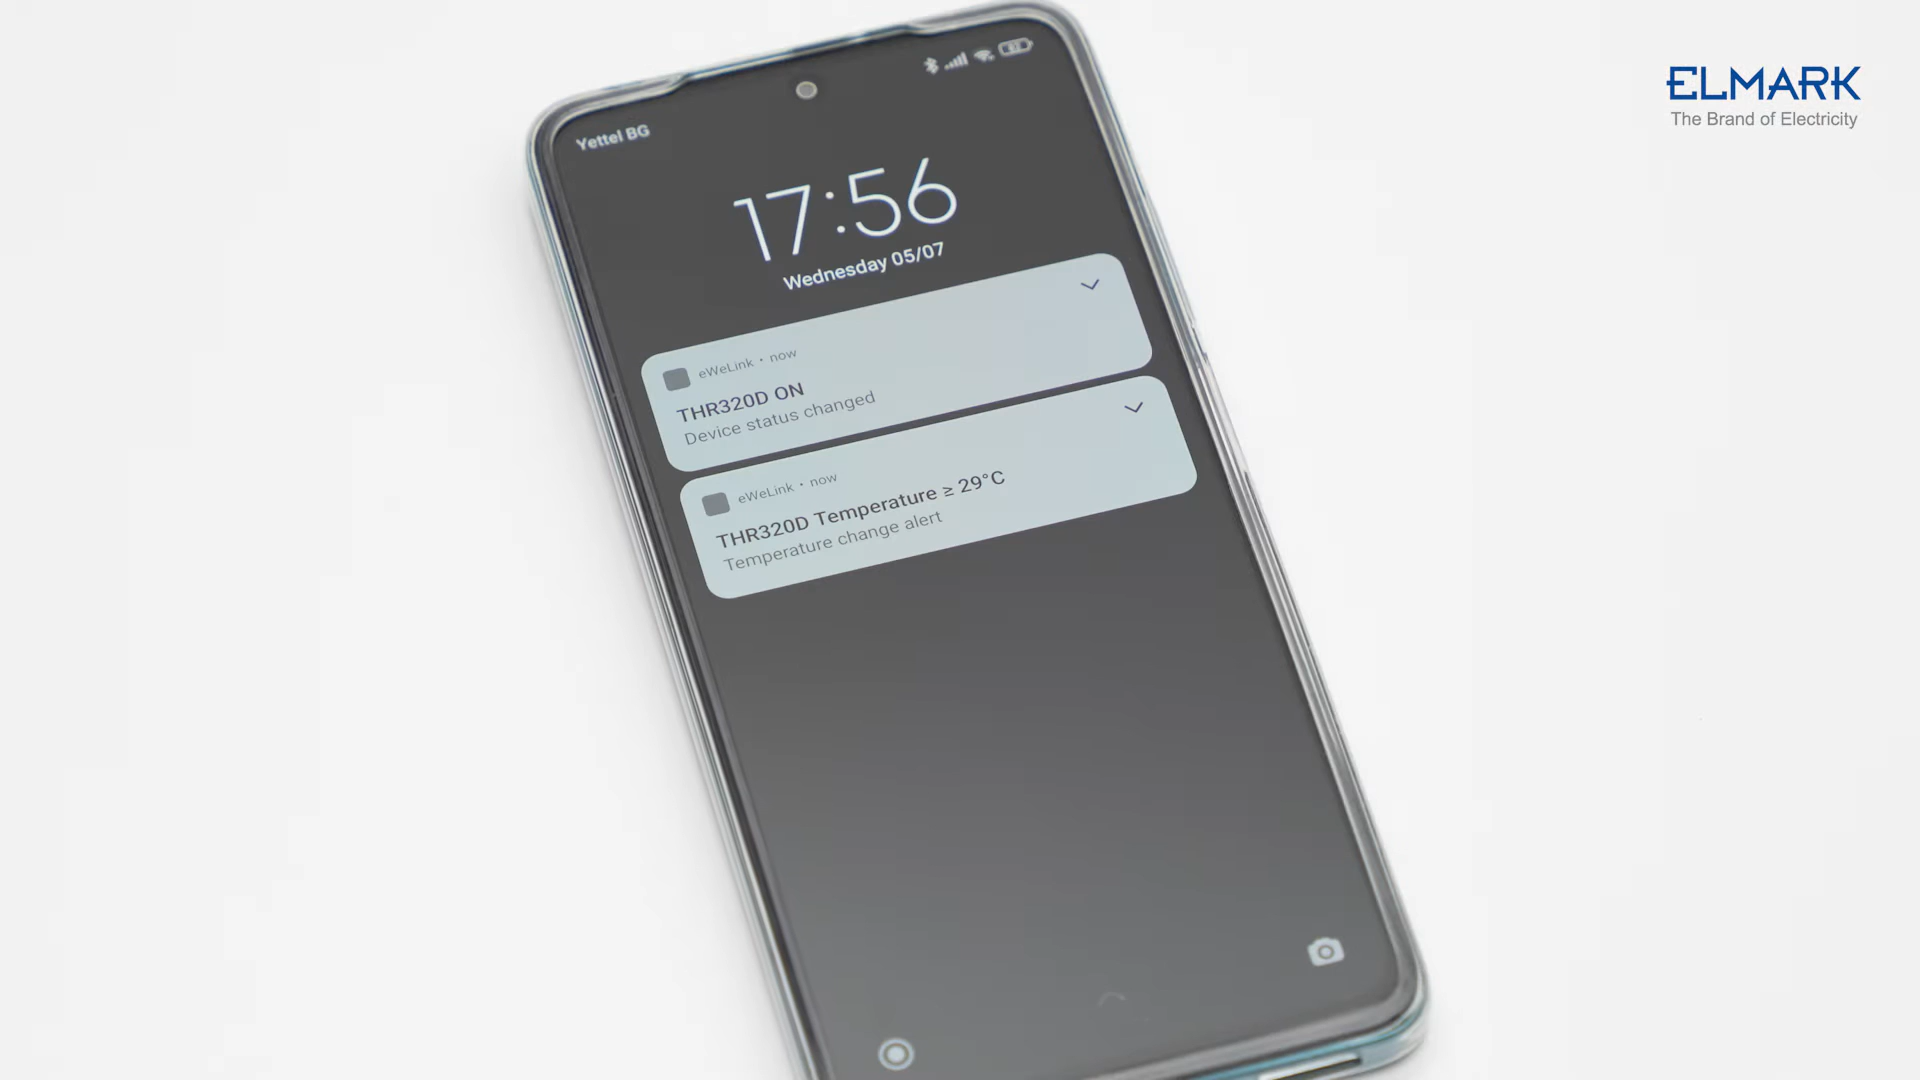 ELMARK
The Brand of Electricity
Yettel BG
17:56
Wednesday 05/07
eWeLink • now
THR320D ON
Device status changed
eWeLink • now
THR320D Temperature ≥ 29°C
Temperature change alert